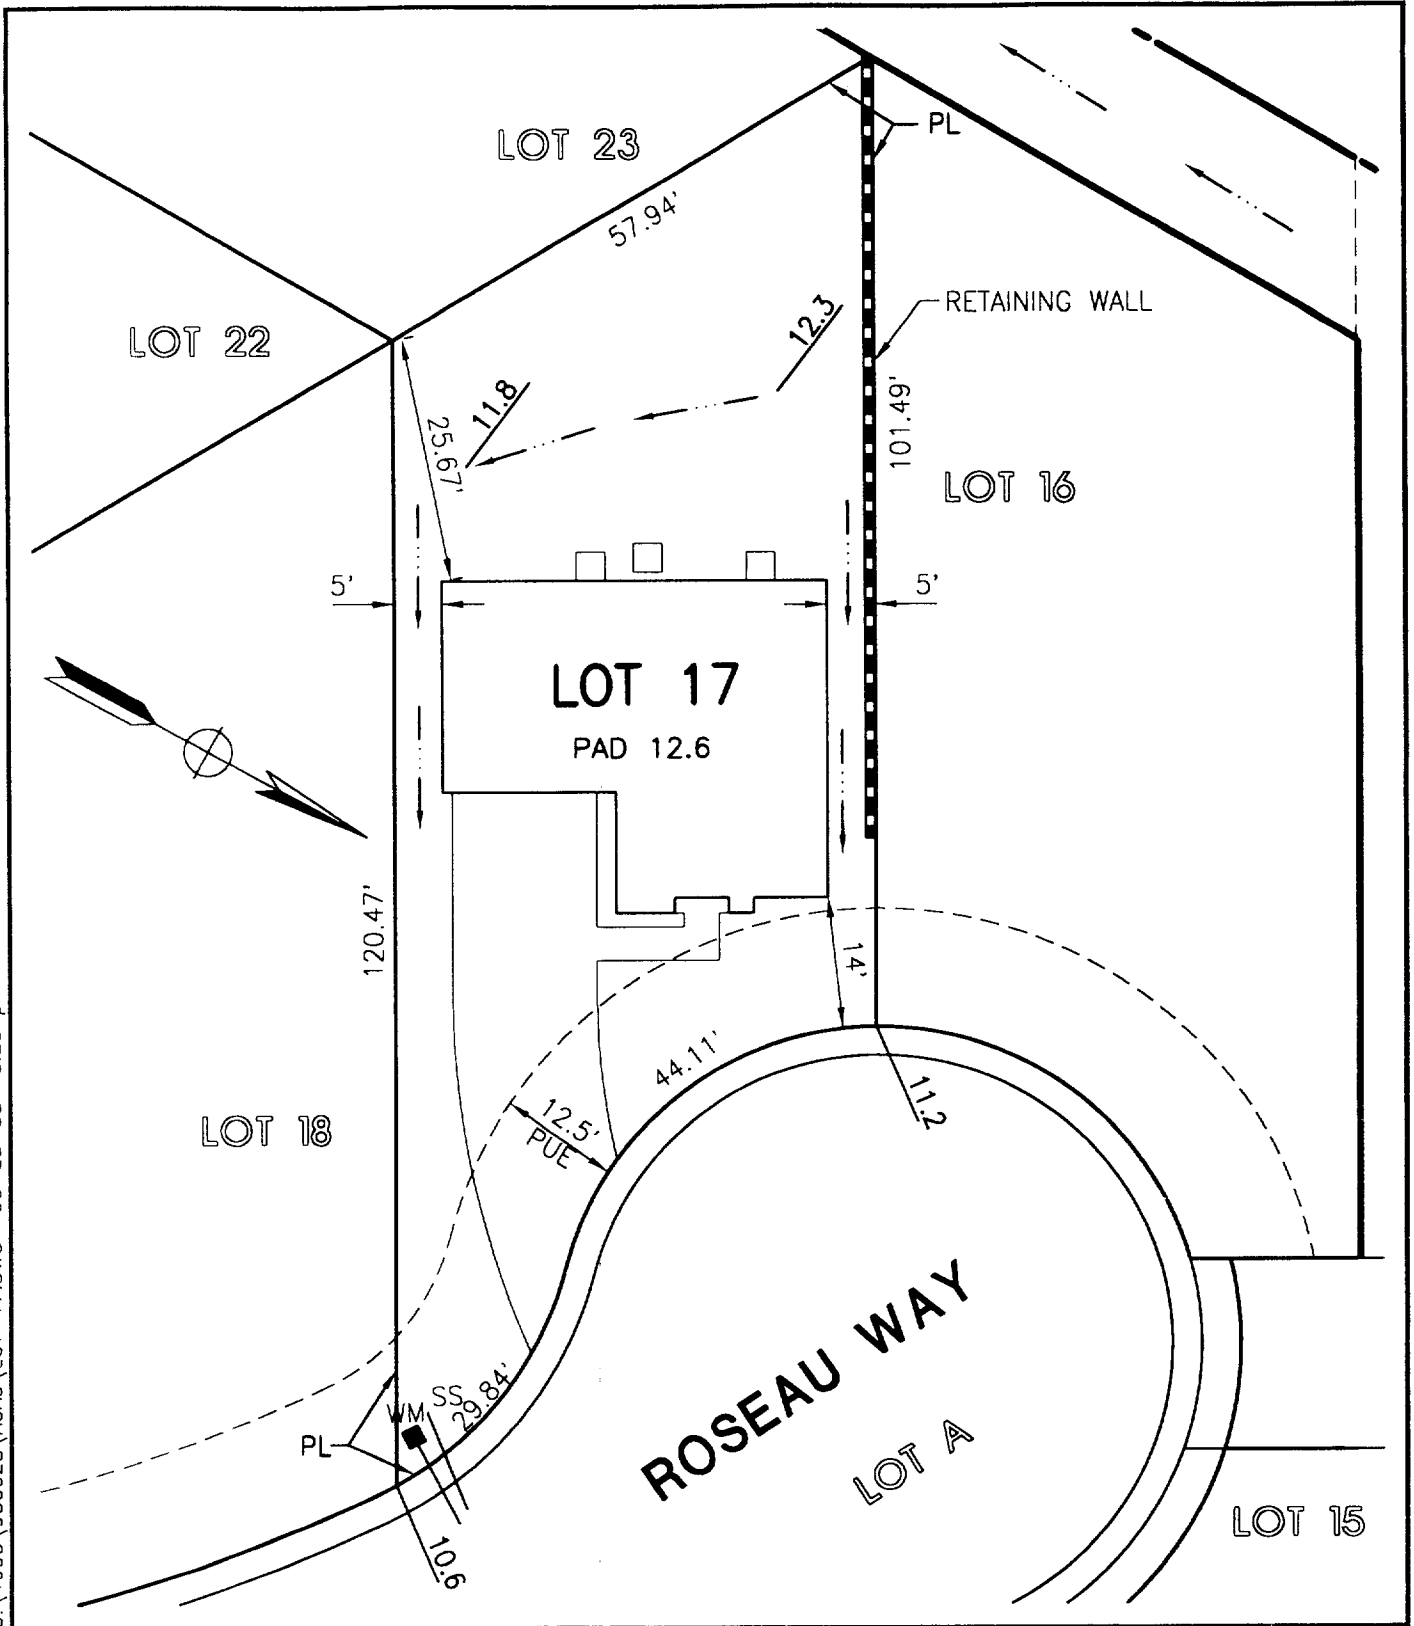 LOT 23
PL
57.94'
LOT 22
RETAINING WALL
12.3
11.8
25.67'
101.49'
LOT 16
5'
5'
LOT 17
PAD 12.6
120.47'
14'
44.11'
11.2
12.5'
PUE
LOT 18
ROSEAU WAY
LOT A
WM
SS
29.84'
PL
10.6
LOT 15